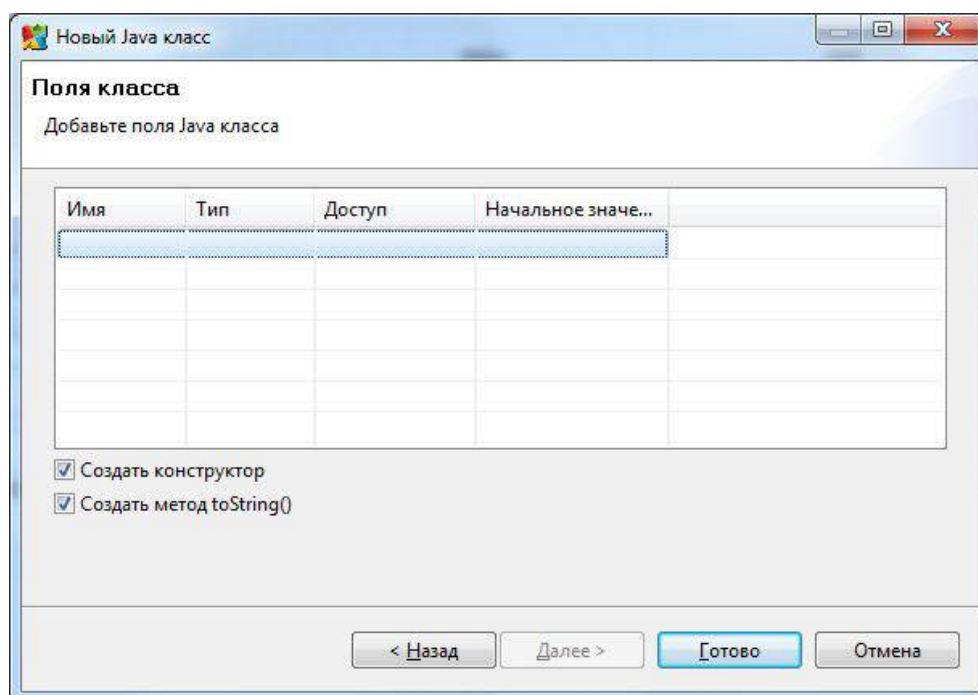 Новый Java класс
Поля класса
Добавьте поля Java класса
Имя Тип Доступ Начальное значе...
Создать конструктор
Создать метод toString()
< Назад Далее > Готово Отмена